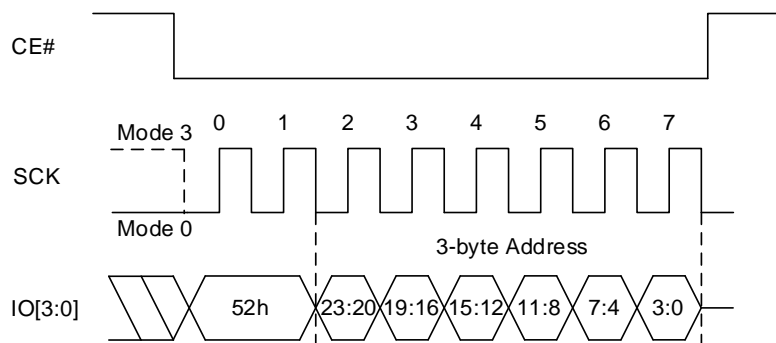 CE#
Mode 3
0 1 2 3 4 5 6 7
SCK
Mode 0
3-byte Address
IO[3:0]
52h 23:20 19:16 15:12 11:8 7:4 3:0